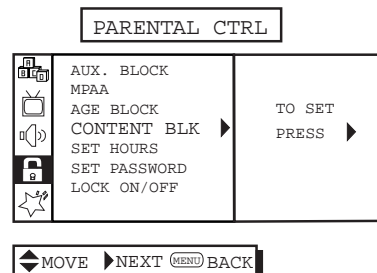 PARENTAL CTRL
AUX. BLOCK
MPAA
AGE BLOCK
CONTENT BLK
SET HOURS
SET PASSWORD
LOCK ON/OFF
TO SET
PRESS
MOVE NEXT MENU BACK